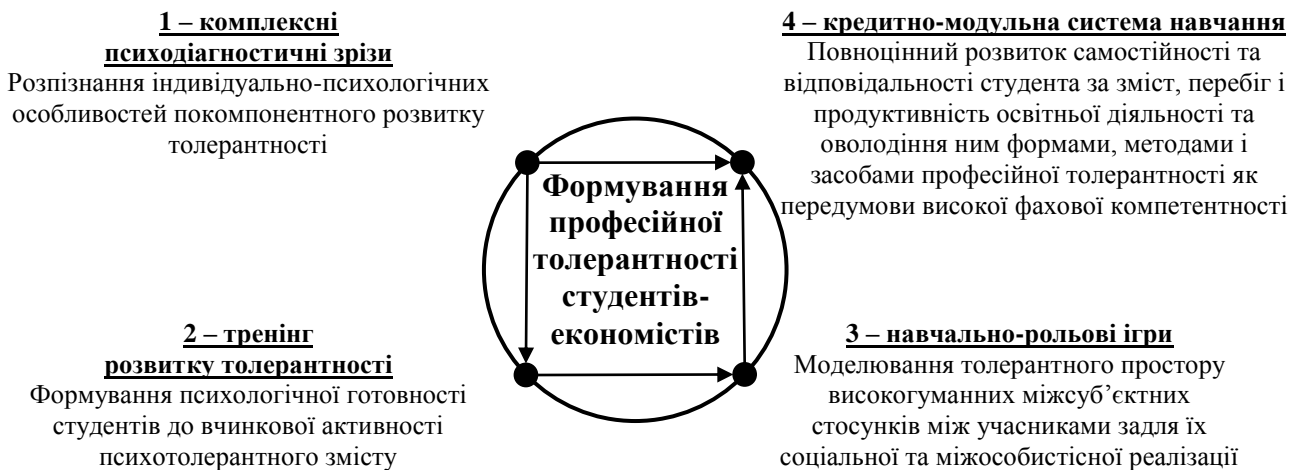 1 – комплексні
психодіагностичні зрізи
Розпізнання індивідуально-психологічних
особливостей покомпонентного розвитку
толерантності
4 – кредитно-модульна система навчання
Повноцінний розвиток самостійності та
відповідальності студента за зміст, перебіг і
продуктивність освітньої діяльності та
оволодіння ним формами, методами і
засобами професійної толерантності як
передумови високої фахової компетентності
Формування
професійної
толерантності
студентів-
економістів
2 – тренінг
розвитку толерантності
Формування психологічної готовності
студентів до вчинкової активності
психотолерантного змісту
3 – навчально-рольові ігри
Моделювання толерантного простору
високогуманних міжсуб’єктних
стосунків між учасниками задля їх
соціальної та міжособистісної реалізації